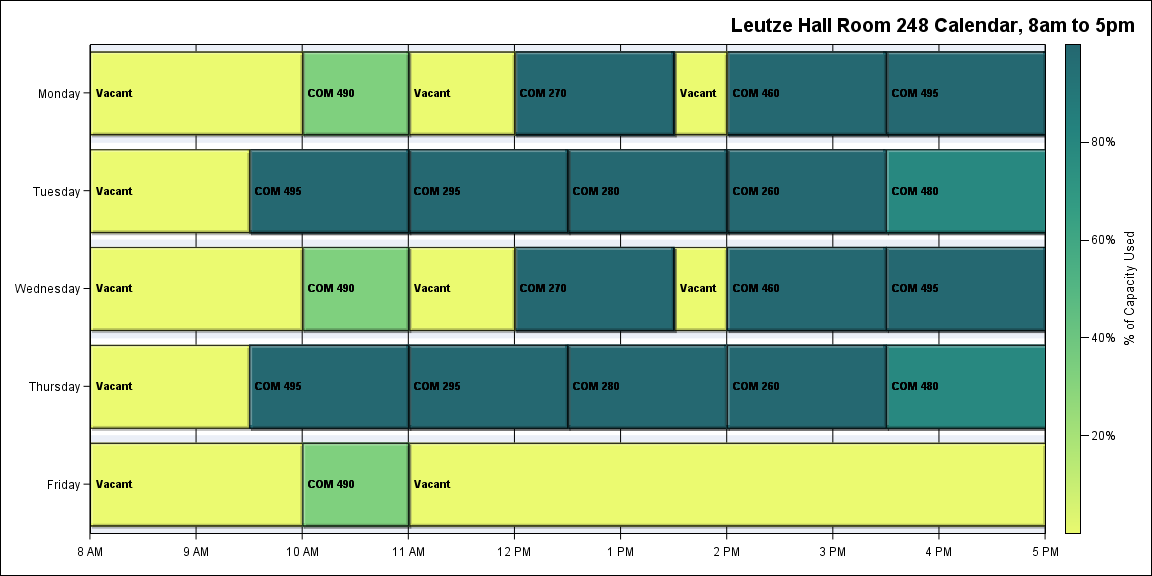 Leutze Hall Room 248 Calendar, 8am to 5pm
Monday
Vacant
COM 490
Vacant
COM 270
Vacant
COM 460
COM 495
Tuesday
Vacant
COM 495
COM 295
COM 280
COM 260
COM 480
Wednesday
Vacant
COM 490
Vacant
COM 270
Vacant
COM 460
COM 495
Thursday
Vacant
COM 495
COM 295
COM 280
COM 260
COM 480
Friday
Vacant
COM 490
Vacant
8 AM
9 AM
10 AM
11 AM
12 PM
1 PM
2 PM
3 PM
4 PM
5 PM
80%
60%
40%
20%
% of Capacity Used